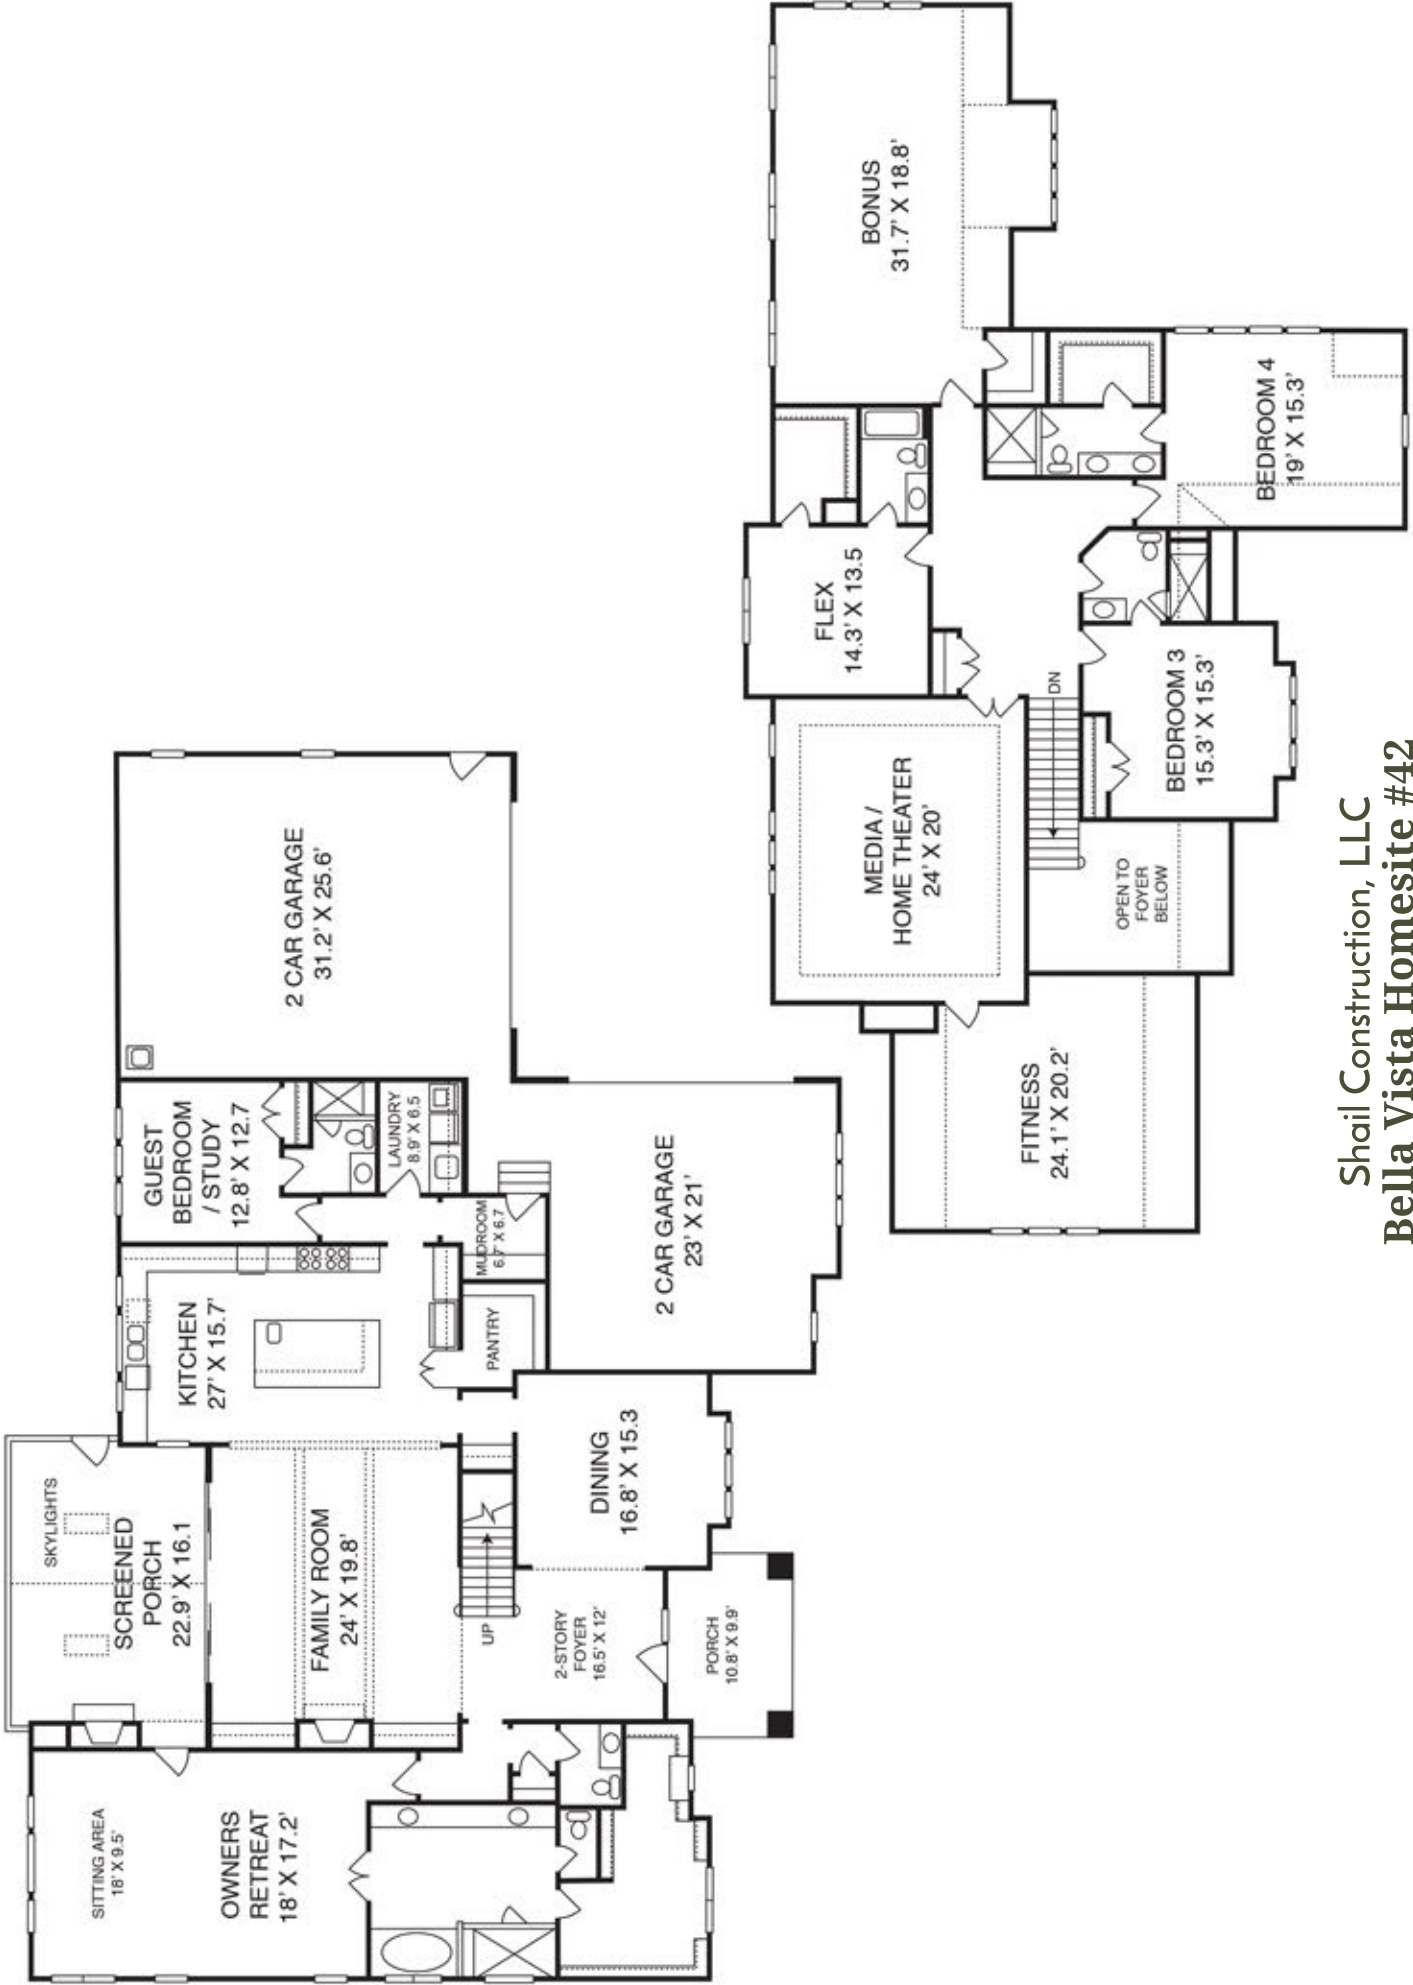 SITTING AREA
18' X 9.5'
OWNERS
RETREAT
18' X 17.2'
SKYLIGHTS
SCREENED
PORCH
22.9' X 16.1
FAMILY ROOM
24' X 19.8'
UP
2-STORY
FOYER
16.5' X 12'
PORCH
10.8' X 9.9'
KITCHEN
27' X 15.7'
PANTRY
DINING
16.8' X 15.3
GUEST
BEDROOM
/ STUDY
12.8' X 12.7
LAUNDRY
8.9' X 6.5
MUDROOM
6.7' X 6.7
2 CAR GARAGE
23' X 21'
2 CAR GARAGE
31.2' X 25.6'
FITNESS
24.1' X 20.2'
MEDIA /
HOME THEATER
24' X 20'
OPEN TO
FOYER
BELOW
DN
FLEX
14.3' X 13.5
BEDROOM 3
15.3' X 15.3'
BONUS
31.7' X 18.8'
BEDROOM 4
19' X 15.3'
Shail Construction, LLC
Bella Vista Homesite #42